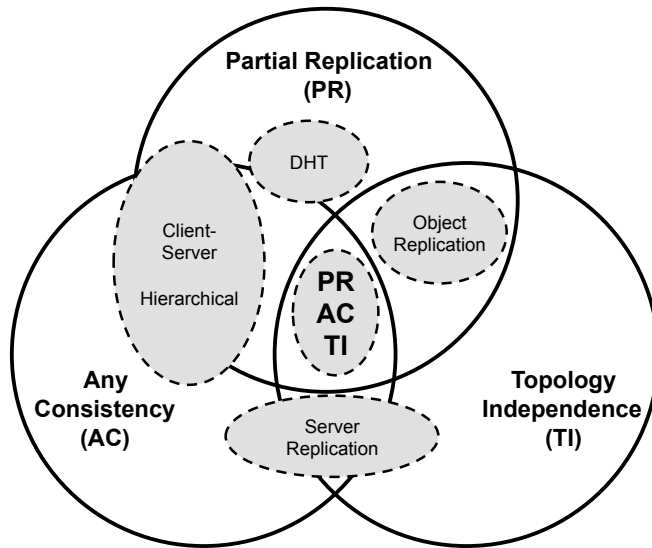 Partial Replication
(PR)
DHT
Client-
Server
Hierarchical
Object
Replication
PR
AC
TI
Any
Consistency
(AC)
Topology
Independence
(TI)
Server
Replication